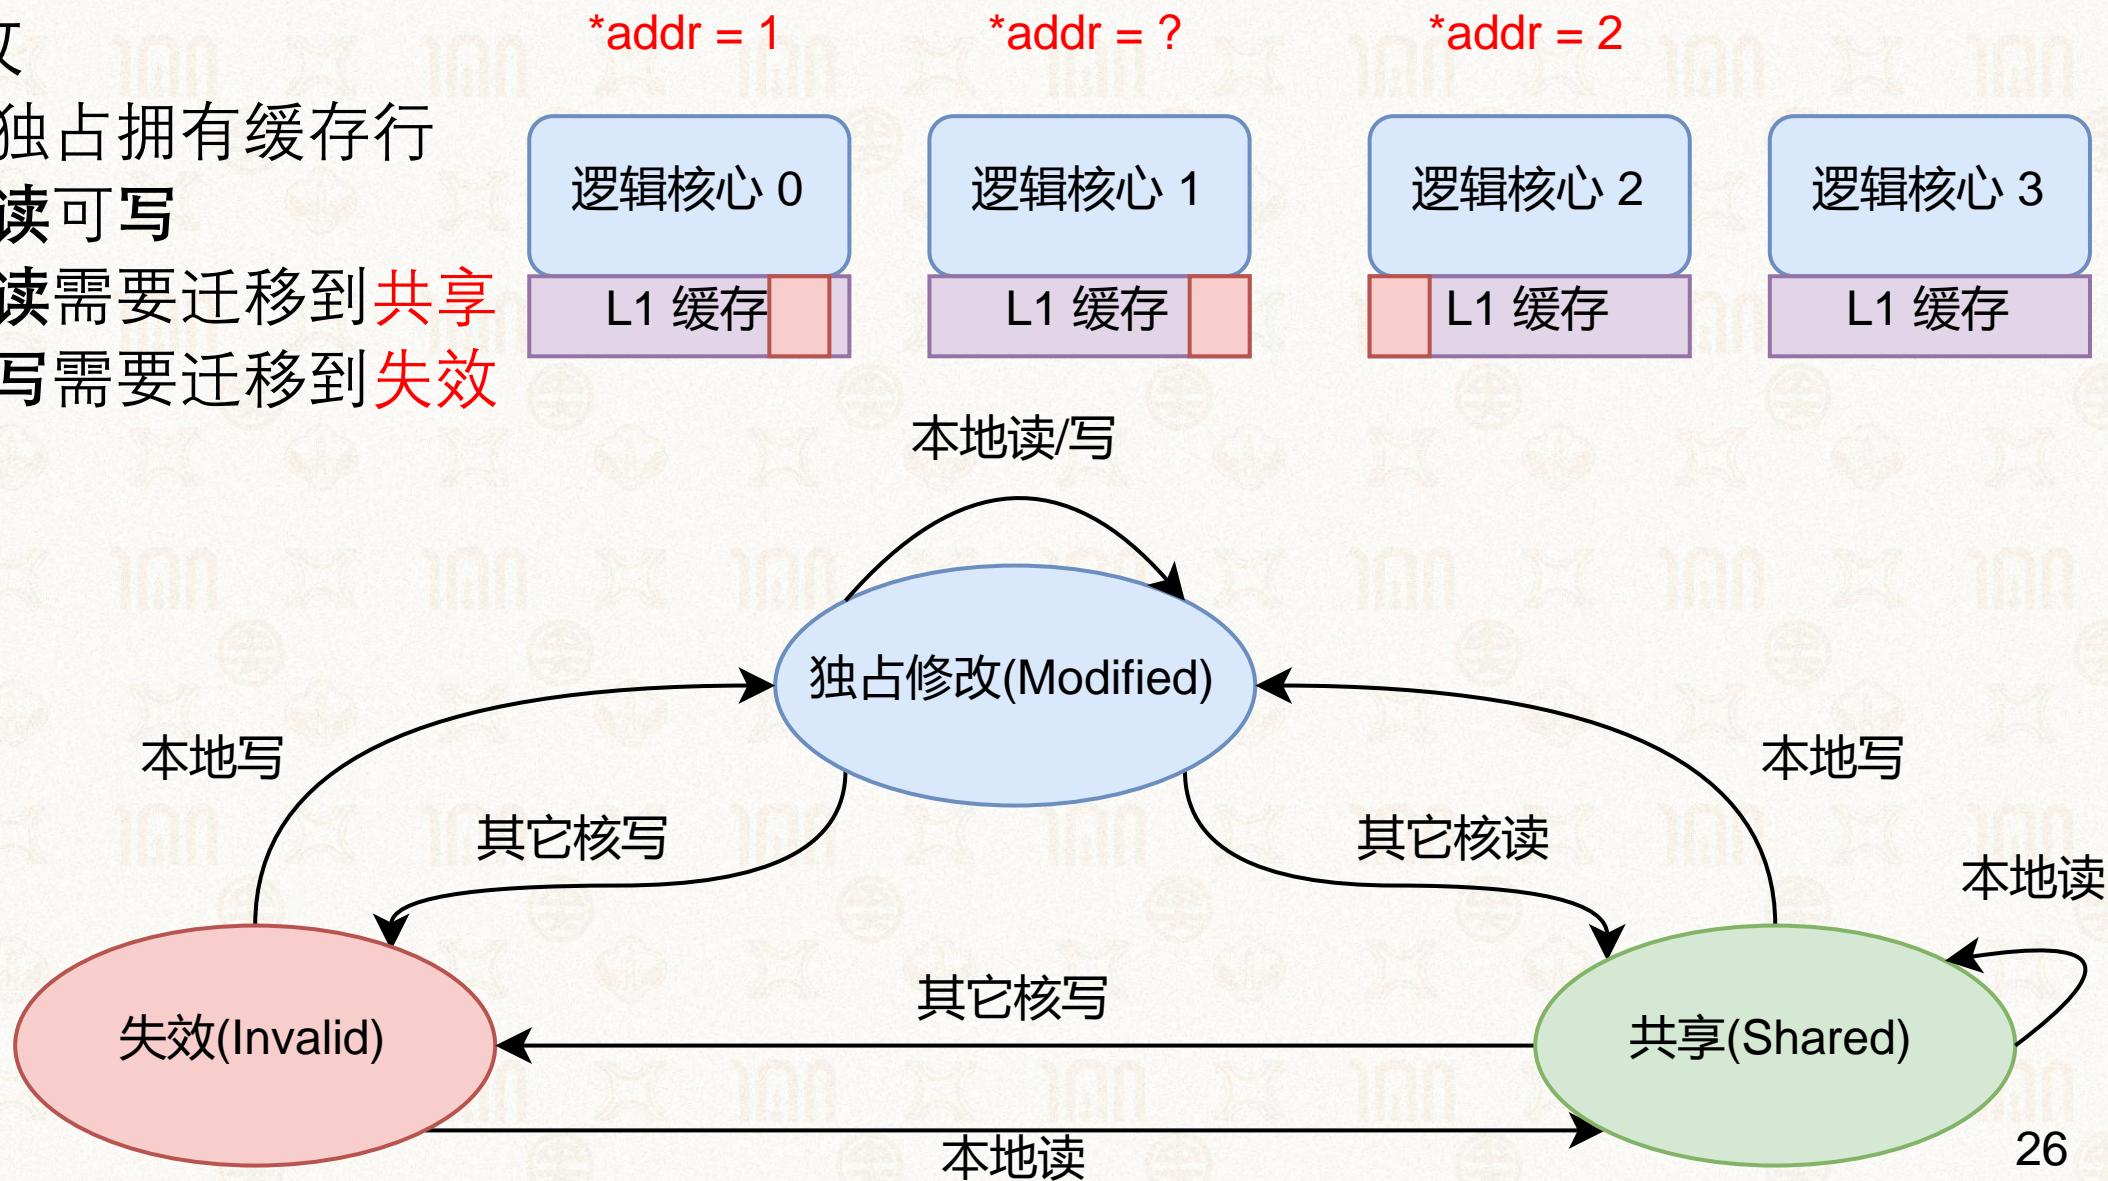 独占拥有缓存行
读可写
读需要迁移到共享
写需要迁移到失效
*addr = 1
*addr = ?
*addr = 2
逻辑核心 0
逻辑核心 1
逻辑核心 2
逻辑核心 3
L1 缓存
L1 缓存
L1 缓存
L1 缓存
本地读/写
独占修改(Modified)
本地写
本地写
其它核写
其它核读
本地读
其它核写
失效(Invalid)
共享(Shared)
本地读
26